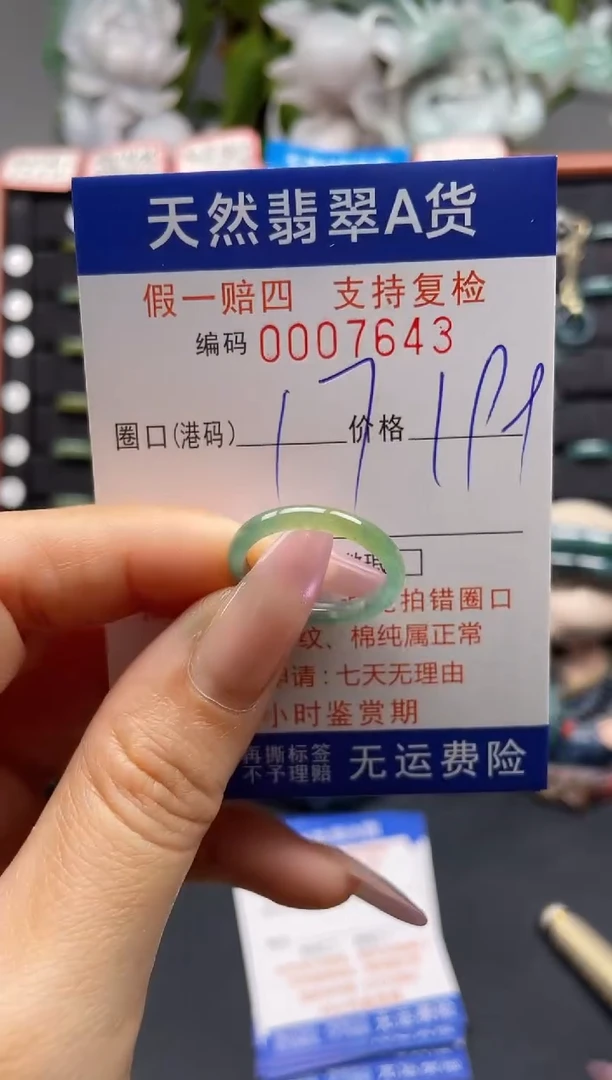 天然翡翠A货
假一赔四 支持复检
编码 0007643
圈口(港码) 17 价格
拍错圈口
纹、棉纯属正常
申请:七天无理由
小时鉴赏期
再撕标签
不予理赔
无运费险